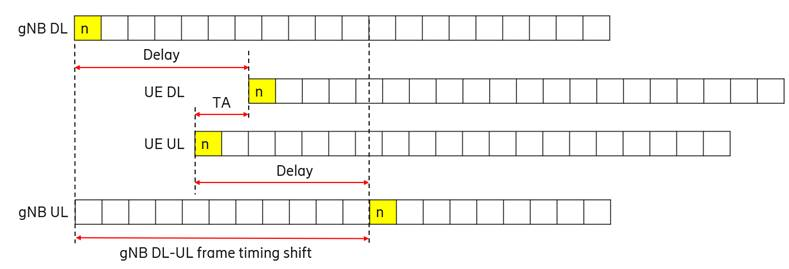 gNB DL
n
Delay
UE DL
n
TA
UE UL
n
Delay
gNB UL
n
gNB DL-UL frame timing shift